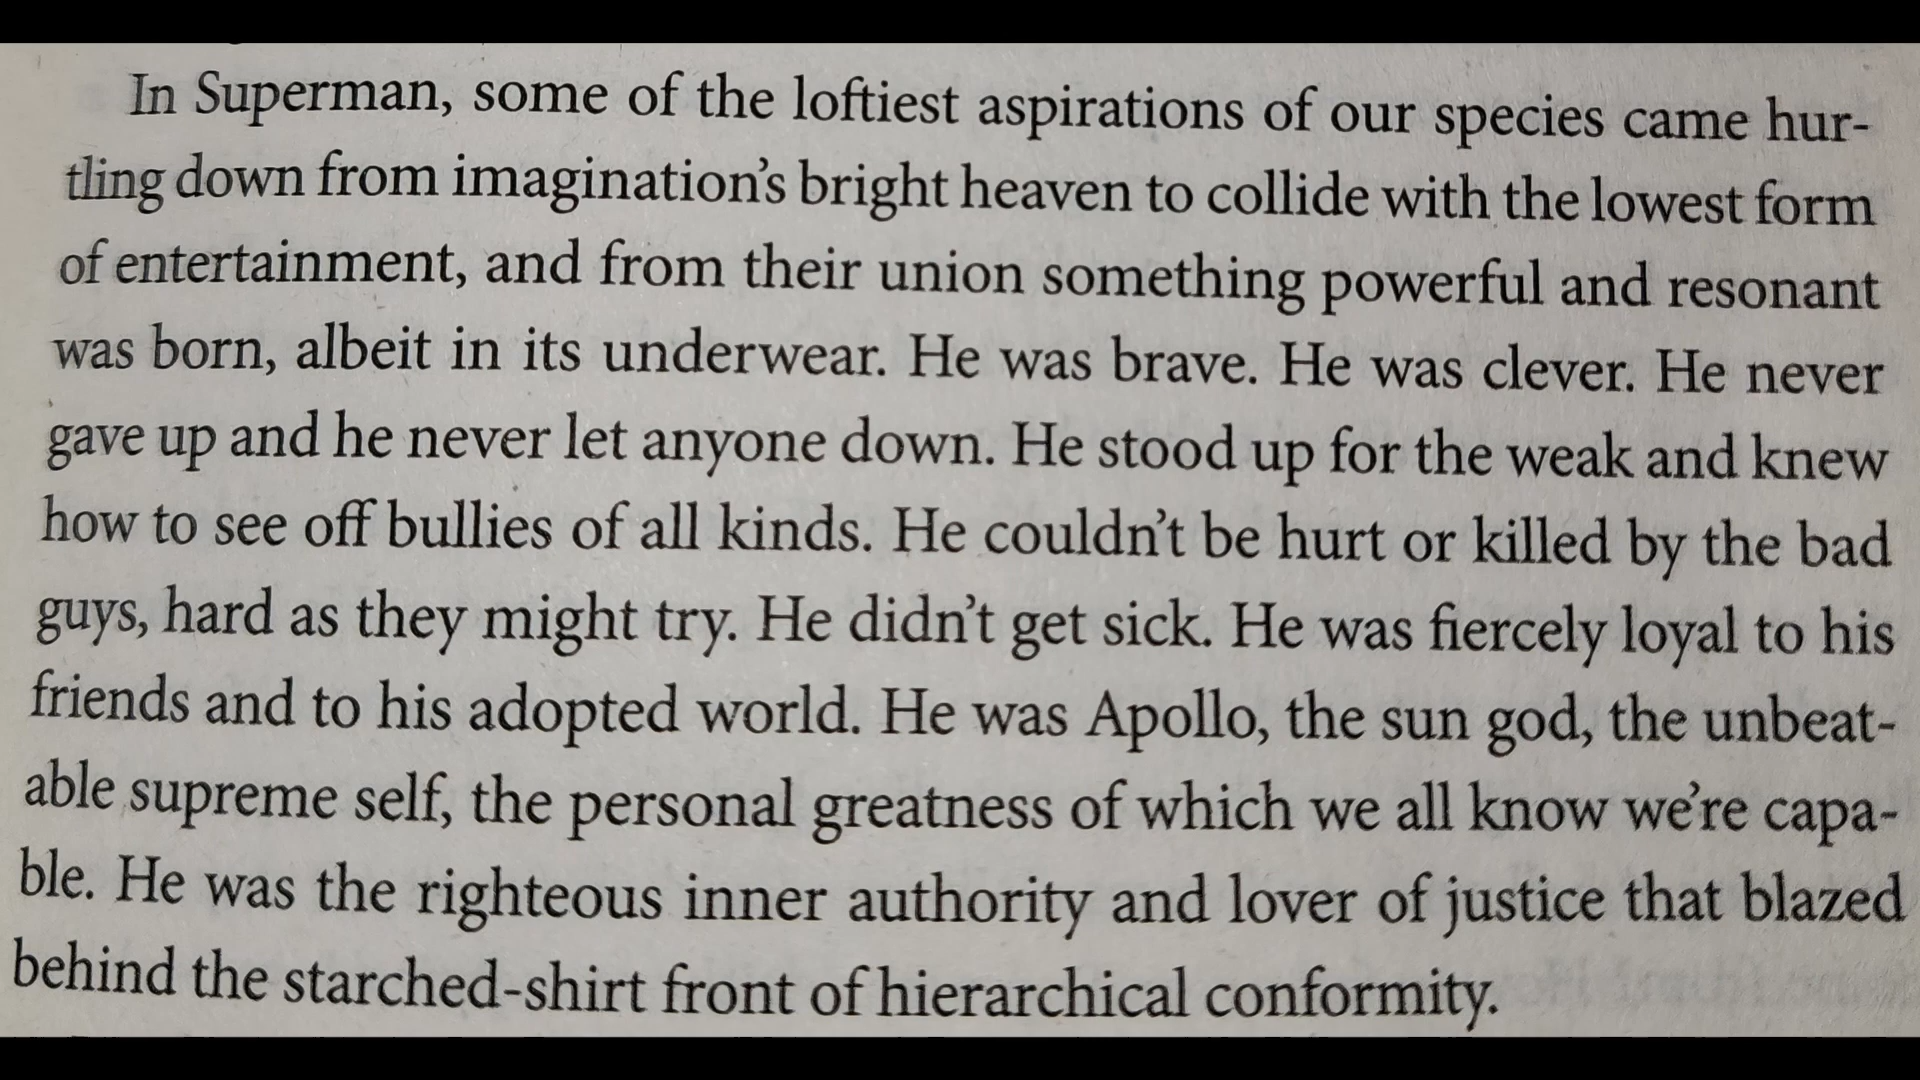 In Superman, some of the loftiest aspirations of our species came hur-
tling down from imagination’s bright heaven to collide with the lowest form
of entertainment, and from their union something powerful and resonant
was born, albeit in its underwear. He was brave. He was clever. He never
gave up and he never let anyone down. He stood up for the weak and knew
how to see off bullies of all kinds. He couldn’t be hurt or killed by the bad
guys, hard as they might try. He didn’t get sick. He was fiercely loyal to his
friends and to his adopted world. He was Apollo, the sun god, the unbeat-
able supreme self, the personal greatness of which we all know we’re capa-
ble. He was the righteous inner authority and lover of justice that blazed
behind the starched-shirt front of hierarchical conformity.